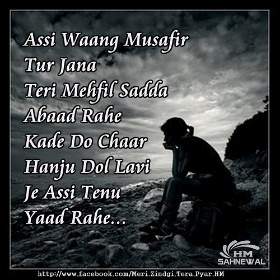 Assi Waang Musafir
Tur Jana
Teri Mehfil Sadda
Abaad Rahe
Kade Do Chaar
Hanju Dol Lavi
Je Assi Tenu
Yaad Rahe...
HM
SAHNEWAL
http://www.facebook.com/Meri.Zindgi.Tera.Pyar.HM